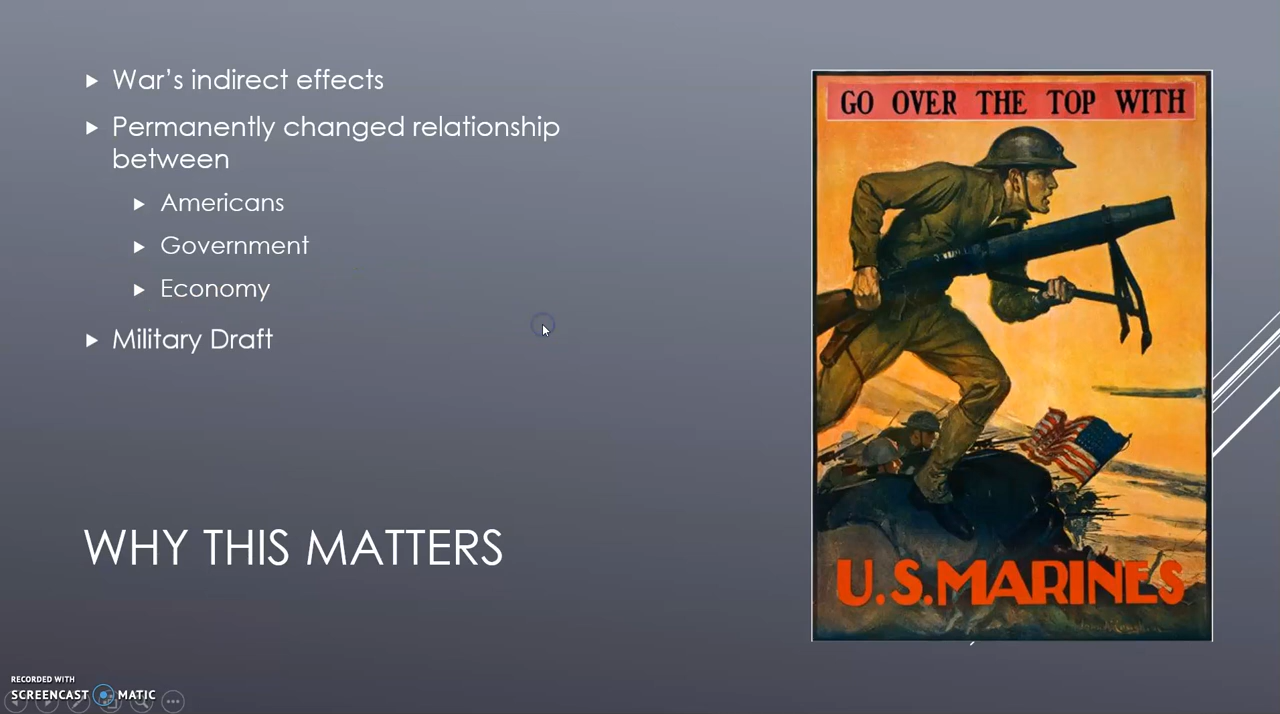 War's indirect effects
Permanently changed relationship
between
Americans
Government
Economy
Military Draft
WHY THIS MATTERS
GO OVER THE TOP WITH
U.S.MARINES
RECORDED WITH
SCREENCAST MATIC